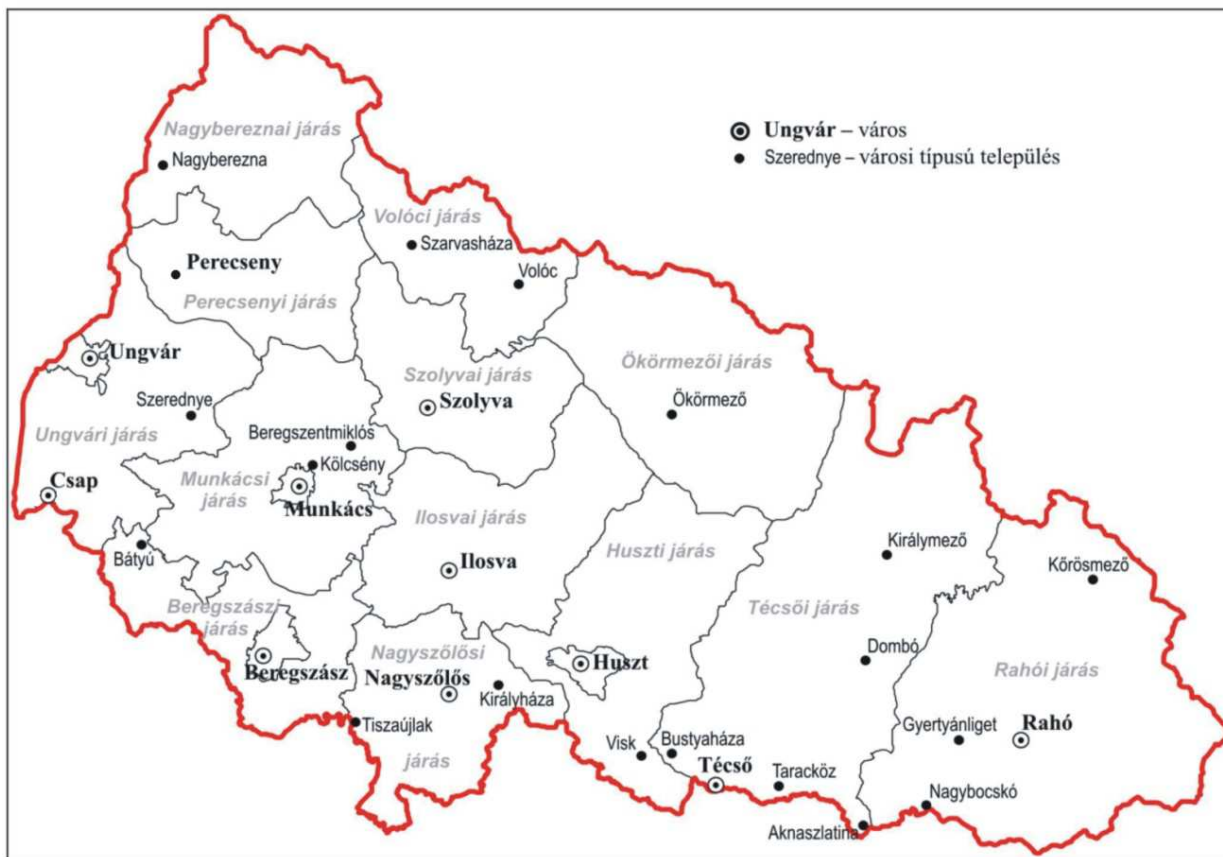 Nagybereznai járás
Ungvár – város
Szerednye – városi típusú település
Nagyberezna
Volóci járás
Szarvasháza
Perecseny
Volóc
Perecsenyi járás
Ungvár
Ökörmezői járás
Szolyvai járás
Szolyva
Szerednye
Ökörmező
Ungvári járás
Beregszentmiklós
Kölcsény
Csap
Munkácsi
járás
Munkács
Ilosvai járás
Bátyú
Huszti járás
Királymező
Ilosva
Kőrösmező
Beregszászi
járás
Técsői járás
Nagyszőlősi
Dombó
Huszt
Beregszász
Nagyszőlős
Rahói járás
Királyháza
Tiszaújlak
Gyertyánliget
Rahó
járás
Visk
Bustyaháza
Técső
Taracköz
Nagybocskó
Aknaszlatina